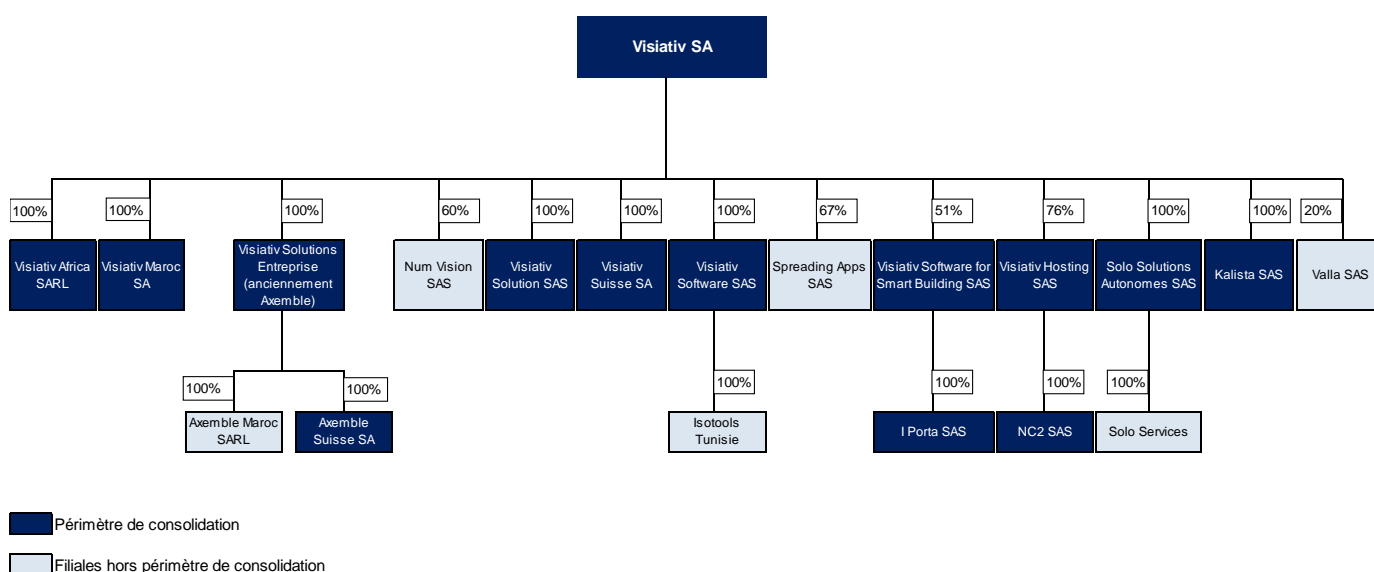 Visiativ SA
100%
100%
100%
60%
100%
100%
100%
67%
51%
76%
100%
100%
20%
Visiativ Africa
SARL
Visiativ Maroc
SA
Visiativ Solutions
Entreprise
(anciennement
Axemble)
Num Vision
SAS
Visiativ
Solution SAS
Visiativ
Suisse SA
Visiativ
Software SAS
Spreading Apps
SAS
Visiativ Software for
Smart Building SAS
Visiativ Hosting
SAS
Solo Solutions
Autonomes SAS
Kalista SAS
Valla SAS
100%
100%
100%
100%
100%
100%
Axemble Maroc
SARL
Axemble
Suisse SA
Isotools
Tunisie
I Porta SAS
NC2 SAS
Solo Services
Périmètre de consolidation
Filiales hors périmètre de consolidation